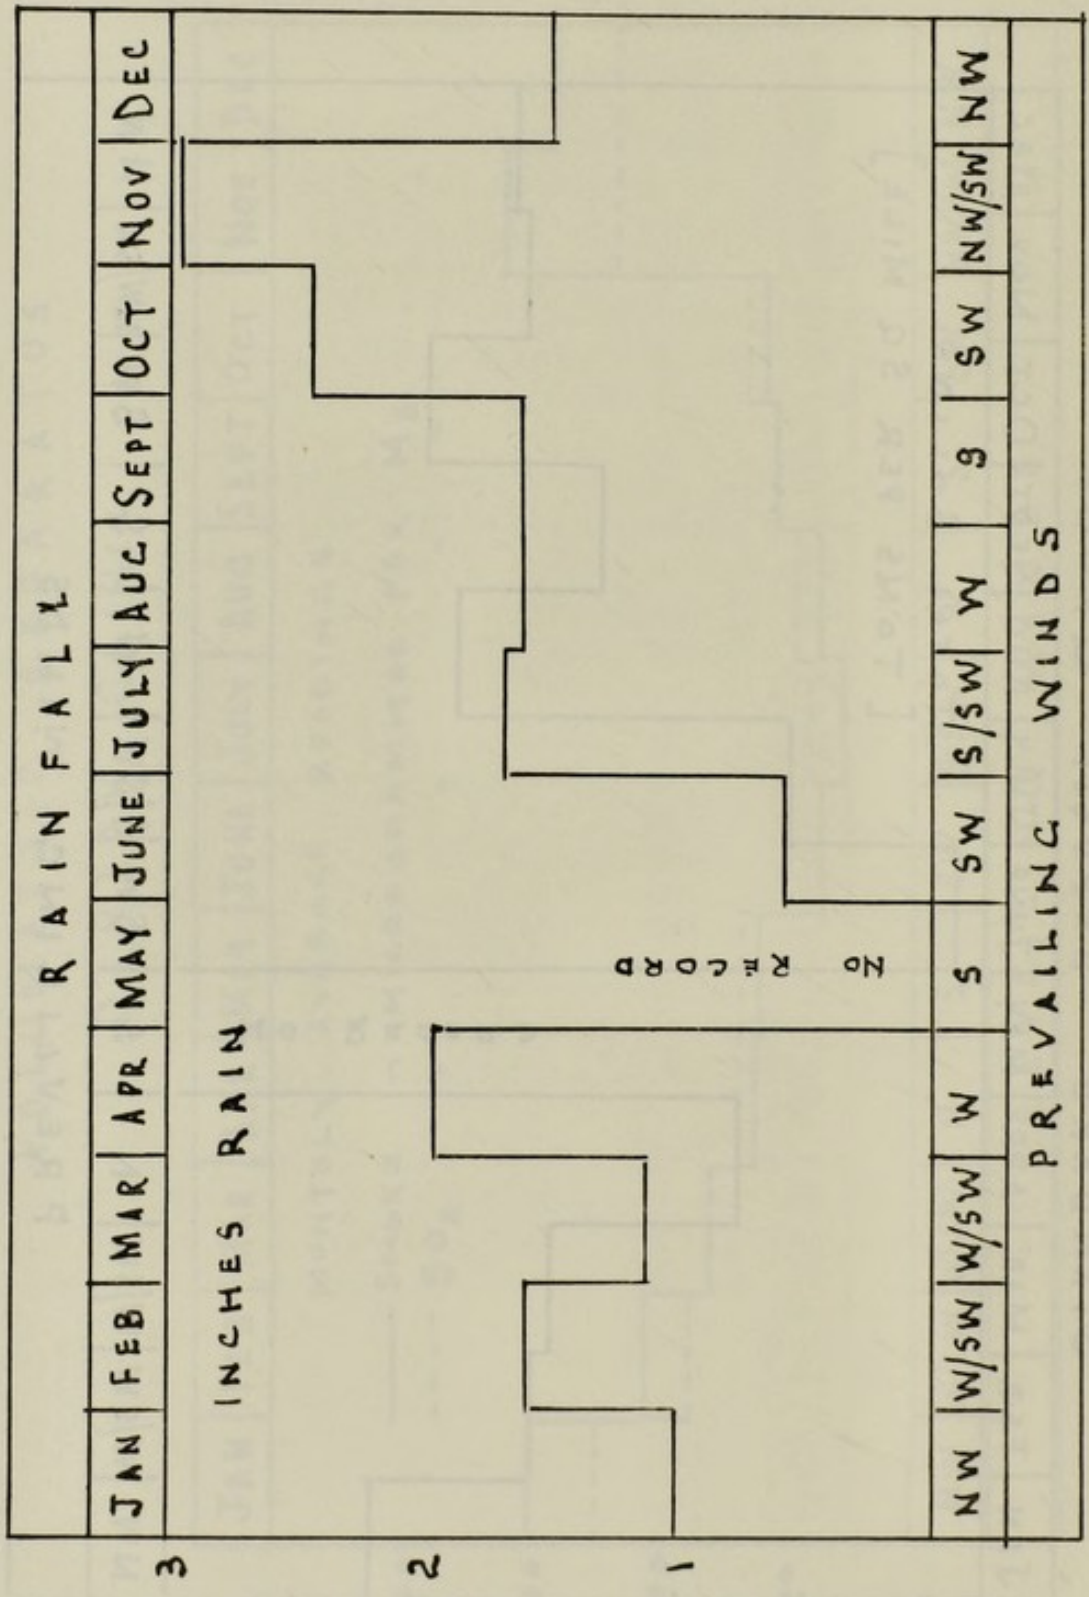 RAINFALL
JAN FEB MAR APR MAY JUNE JULY AUG SEPT OCT NOV DEC
3
INCHES RAIN
2
1
NO RECORD
NW W/SW W/SW W S SW S/SW W S SW NW/SW NW
PREVAILING WINDS